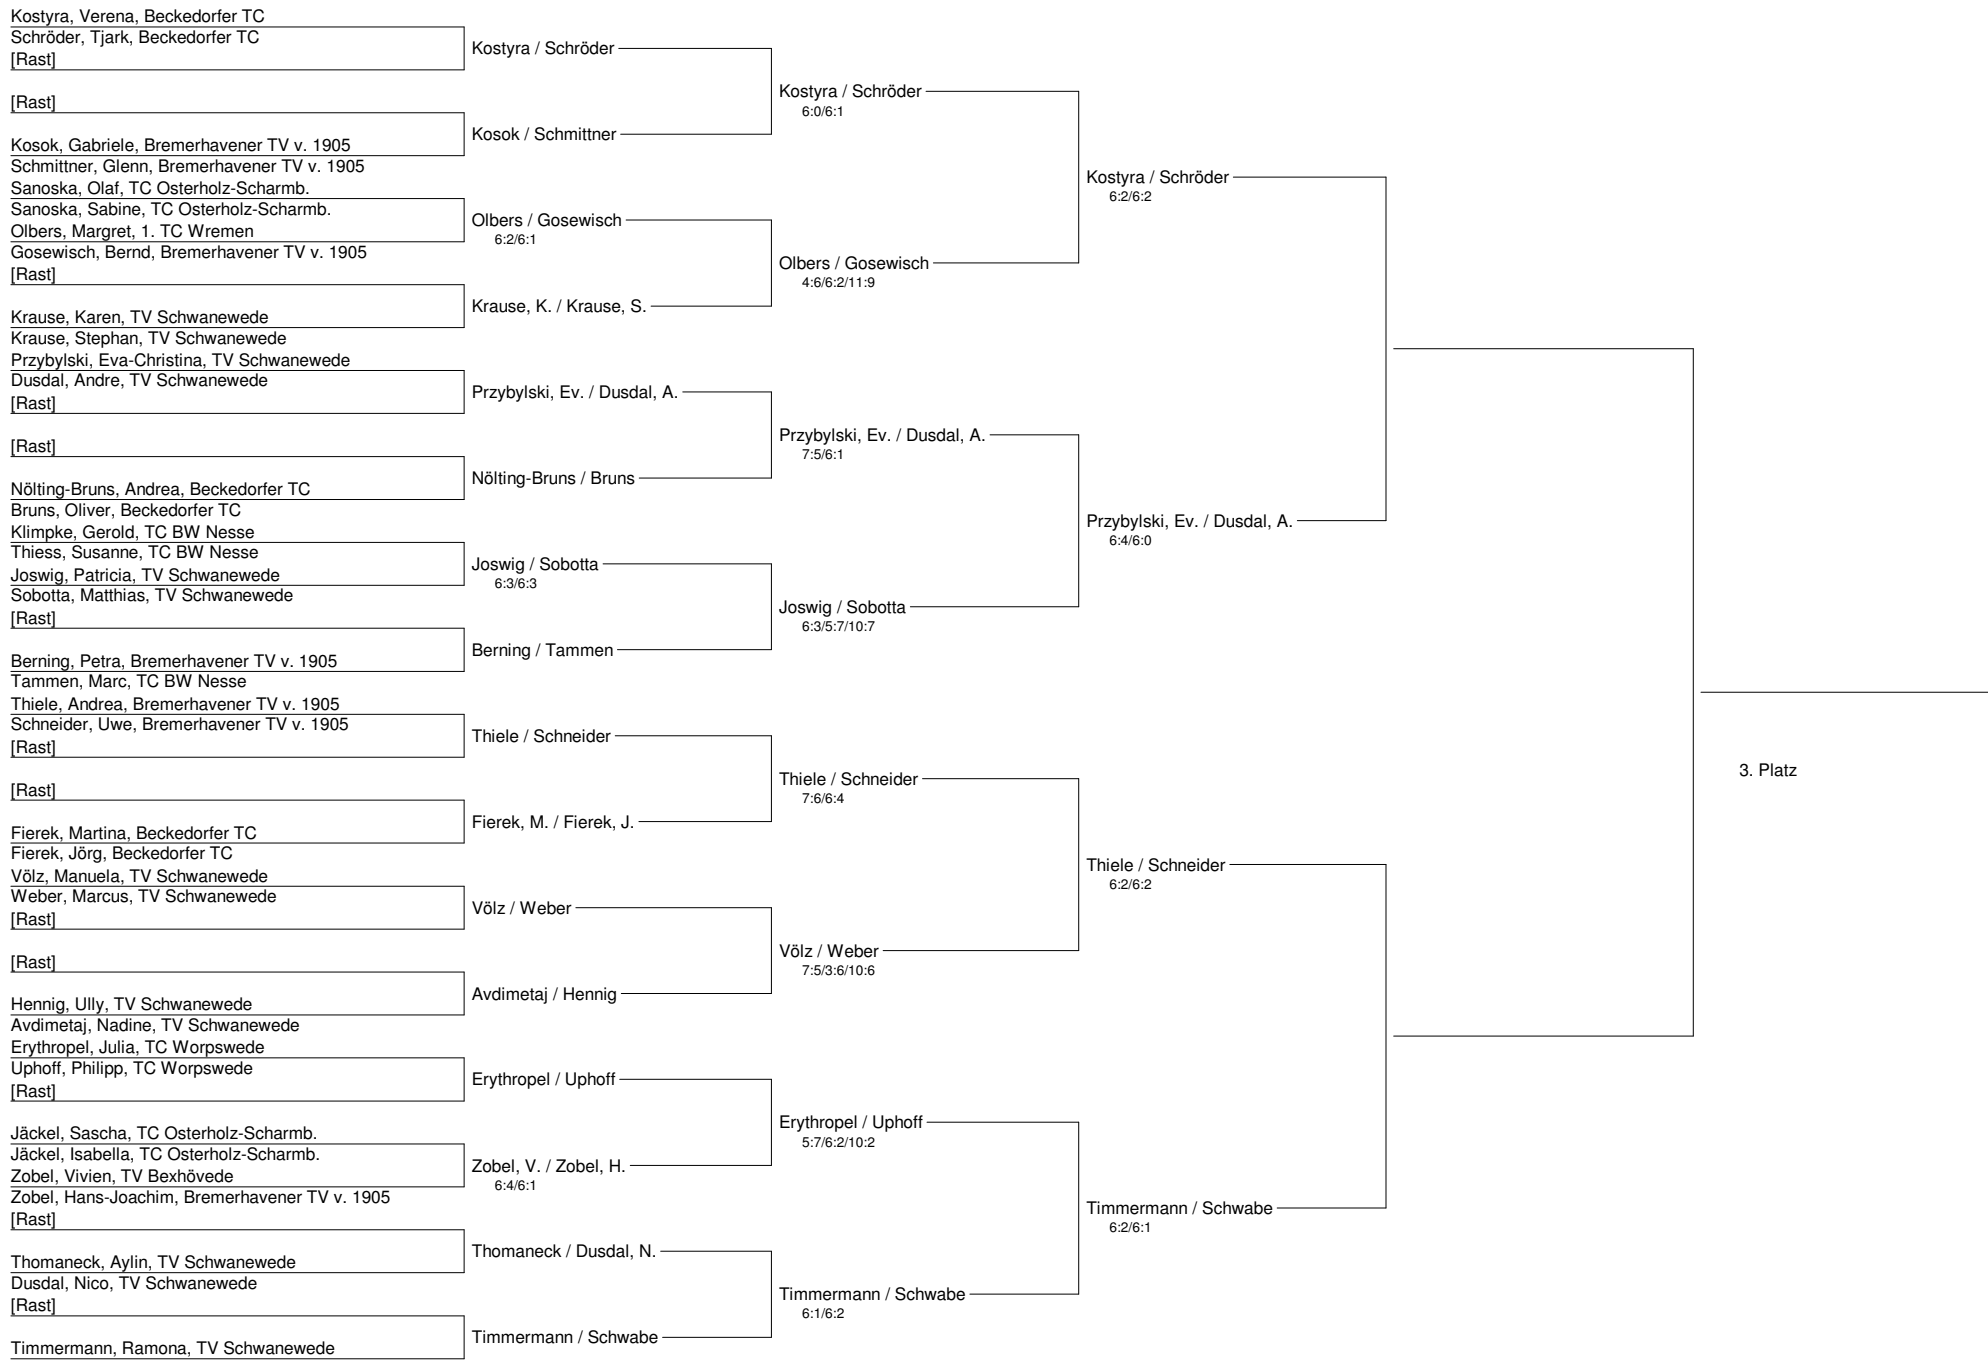 Kostyra, Verena, Beckedorfer TC
Schröder, Tjark, Beckedorfer TC
[Rast]
[Rast]
Kosok, Gabriele, Bremerhavener TV v. 1905
Schmittner, Glenn, Bremerhavener TV v. 1905
Sanoska, Olaf, TC Osterholz-Scharmb.
Sanoska, Sabine, TC Osterholz-Scharmb.
Olbers, Margret, 1. TC Wremen
Gosewisch, Bernd, Bremerhavener TV v. 1905
[Rast]
Krause, Karen, TV Schwanewede
Krause, Stephan, TV Schwanewede
Przybylski, Eva-Christina, TV Schwanewede
Dusdal, Andre, TV Schwanewede
[Rast]
[Rast]
Nölting-Bruns, Andrea, Beckedorfer TC
Bruns, Oliver, Beckedorfer TC
Klimpke, Gerold, TC BW Nesse
Thiess, Susanne, TC BW Nesse
Joswig, Patricia, TV Schwanewede
Sobotta, Matthias, TV Schwanewede
[Rast]
Berning, Petra, Bremerhavener TV v. 1905
Tammen, Marc, TC BW Nesse
Thiele, Andrea, Bremerhavener TV v. 1905
Schneider, Uwe, Bremerhavener TV v. 1905
[Rast]
[Rast]
Fierek, Martina, Beckedorfer TC
Fierek, Jörg, Beckedorfer TC
Völz, Manuela, TV Schwanewede
Weber, Marcus, TV Schwanewede
[Rast]
[Rast]
Hennig, Ully, TV Schwanewede
Avdimetaj, Nadine, TV Schwanewede
Erythropel, Julia, TC Worpswede
Uphoff, Philipp, TC Worpswede
[Rast]
Jäckel, Sascha, TC Osterholz-Scharmb.
Jäckel, Isabella, TC Osterholz-Scharmb.
Zobel, Vivien, TV Bexhövede
Zobel, Hans-Joachim, Bremerhavener TV v. 1905
[Rast]
Thomaneck, Aylin, TV Schwanewede
Dusdal, Nico, TV Schwanewede
[Rast]
Timmermann, Ramona, TV Schwanewede
Kostyra / Schröder
Kosok / Schmittner
Olbers / Gosewisch
6:2/6:1
Krause, K. / Krause, S.
Przybylski, Ev. / Dusdal, A.
Nölting-Bruns / Bruns
Joswig / Sobotta
6:3/6:3
Berning / Tammen
Thiele / Schneider
Fierek, M. / Fierek, J.
Völz / Weber
Avdimetaj / Hennig
Erythropel / Uphoff
Zobel, V. / Zobel, H.
6:4/6:1
Thomaneck / Dusdal, N.
Timmermann / Schwabe
Kostyra / Schröder
6:0/6:1
Olbers / Gosewisch
4:6/6:2/11:9
Przybylski, Ev. / Dusdal, A.
7:5/6:1
Joswig / Sobotta
6:3/5:7/10:7
Thiele / Schneider
7:6/6:4
Völz / Weber
7:5/3:6/10:6
Erythropel / Uphoff
5:7/6:2/10:2
Timmermann / Schwabe
6:1/6:2
Kostyra / Schröder
6:2/6:2
Przybylski, Ev. / Dusdal, A.
6:4/6:0
Thiele / Schneider
6:2/6:2
Timmermann / Schwabe
6:2/6:1
3. Platz